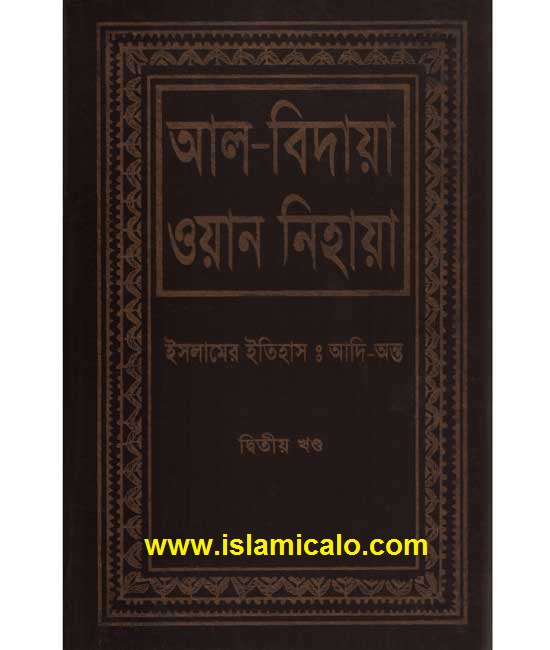 আল-বিদায়া
ওয়ান নিহায়া
ইসলামের ইতিহাস : আদি-অন্ত
দ্বিতীয় খণ্ড
www.islamicalo.com